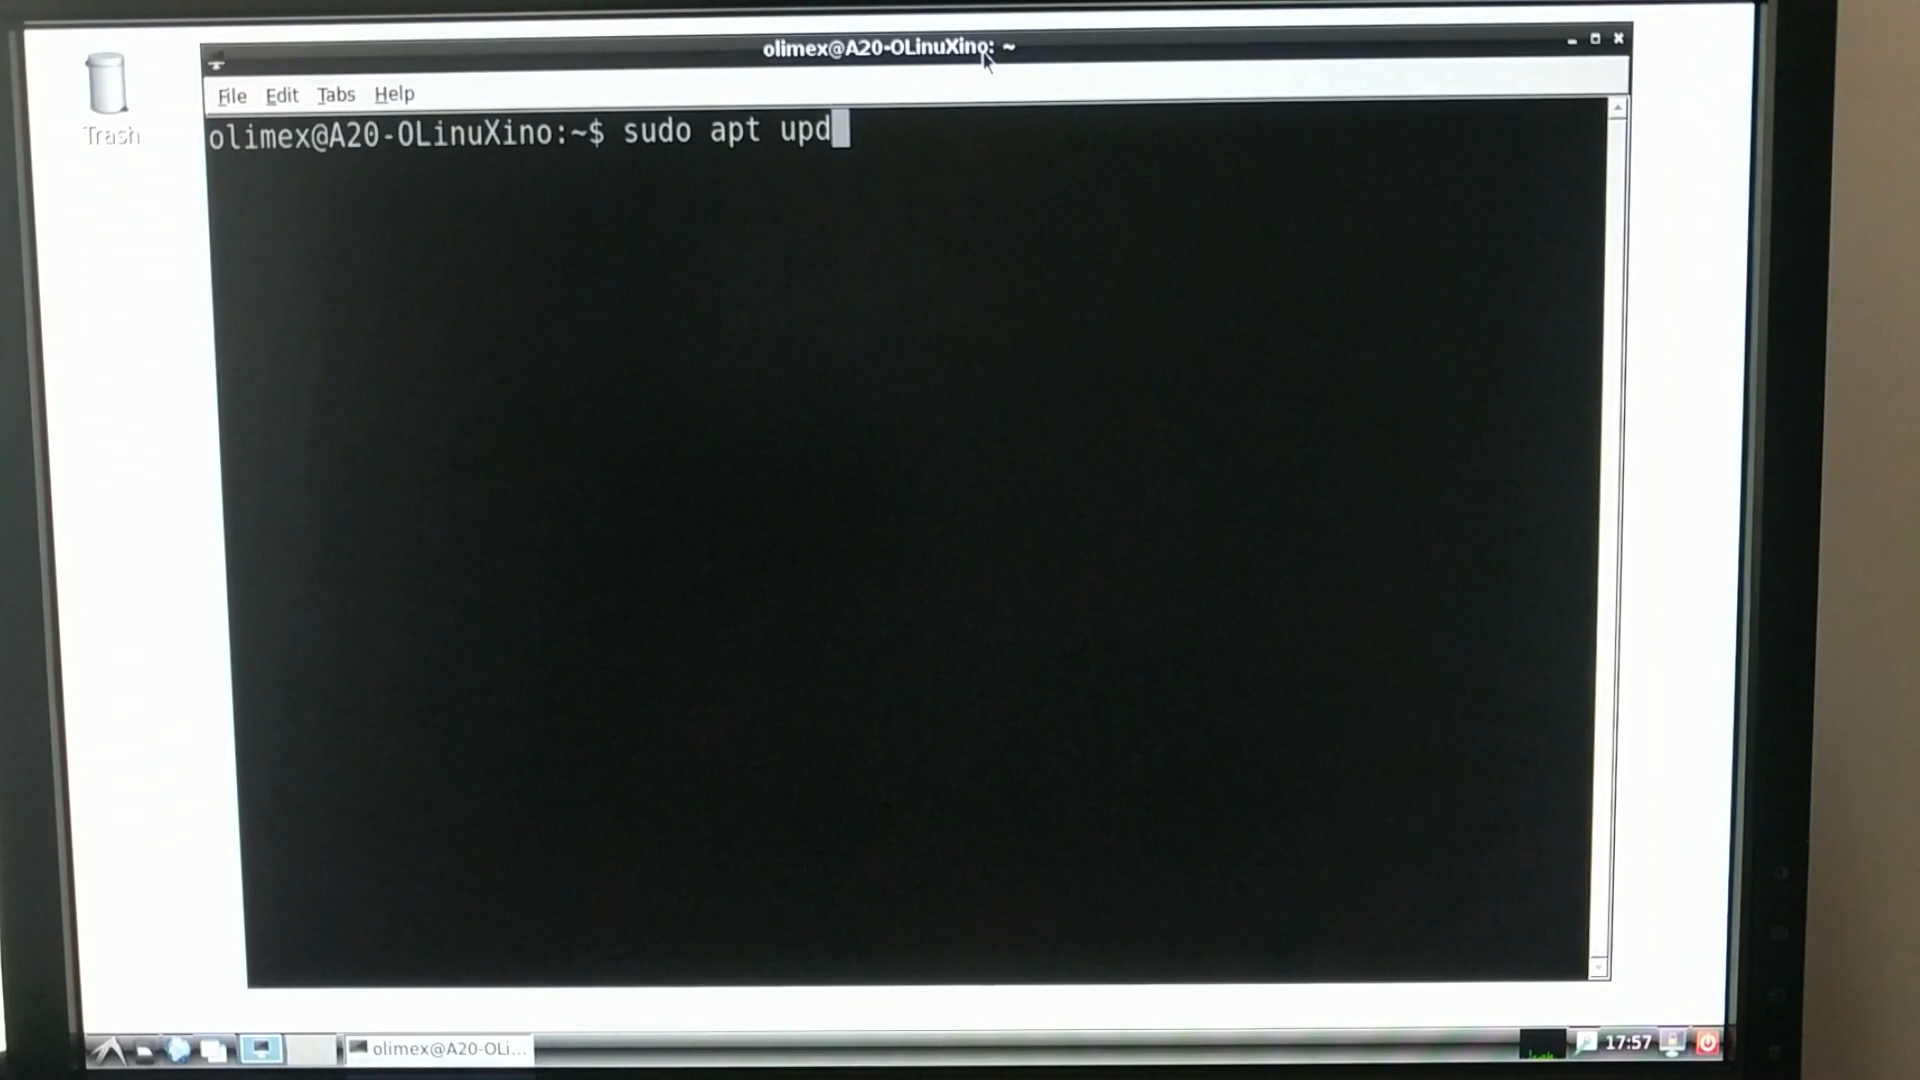 olimex@A20-OLinuXino: ~
File Edit Tabs Help
Trash
olimex@A20-OLinuXino:~$ sudo apt upd
olimex@A20-OLi...
17:57